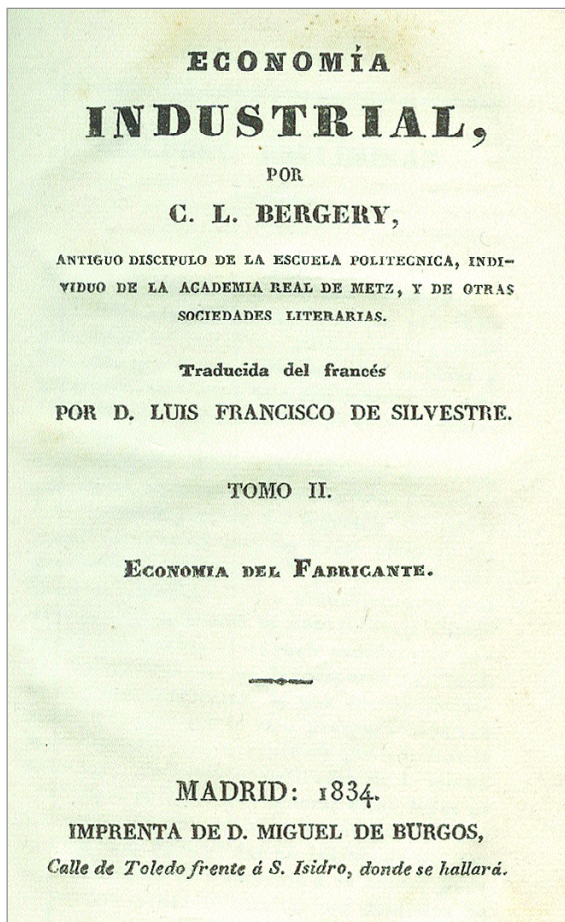 ECONOMÍA
INDUSTRIAL,
POR
C. L. BERGERY,
ANTIGUO DISCIPULO DE LA ESCUELA POLITECNICA, INDI-
VIDUO DE LA ACADEMIA REAL DE METZ, Y DE OTRAS
SOCIEDADES LITERARIAS.
Traducida del francés
POR D. LUIS FRANCISCO DE SILVESTRE.
TOMO II.
ECONOMIA DEL FABRICANTE.
MADRID: 1834.
IMPRENTA DE D. MIGUEL DE BURGOS,
Calle de Toledo frente á S. Isidro, donde se hallará.